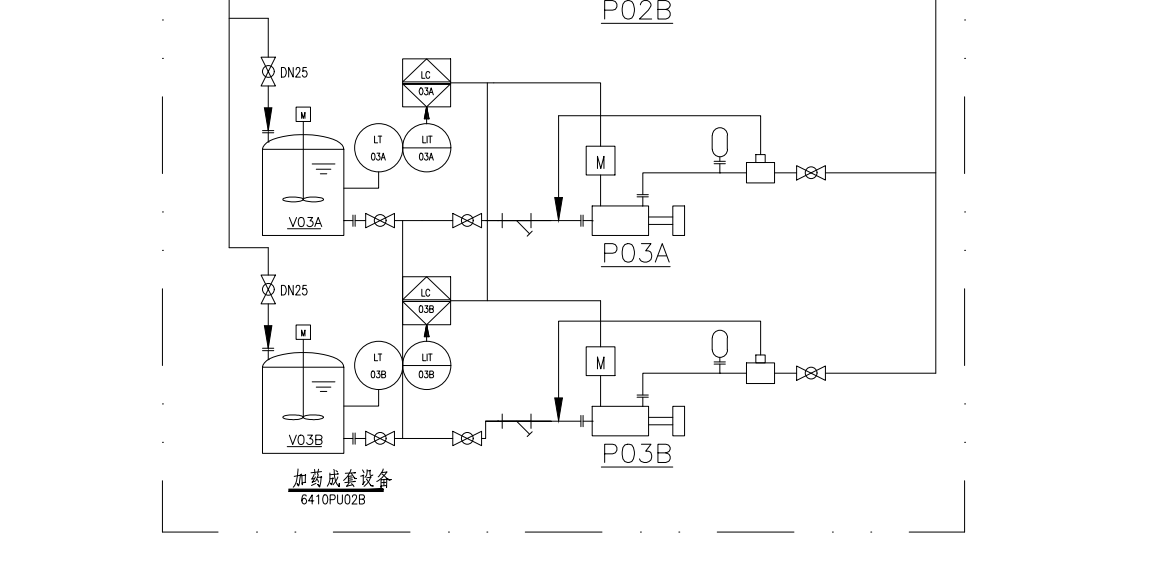 P02B
DN25
LC
03A
M
LT
03A
LIT
03A
M
V03A
P03A
DN25
LC
03B
M
LT
03B
LIT
03B
M
V03B
P03B
加药成套设备
6410PU02B